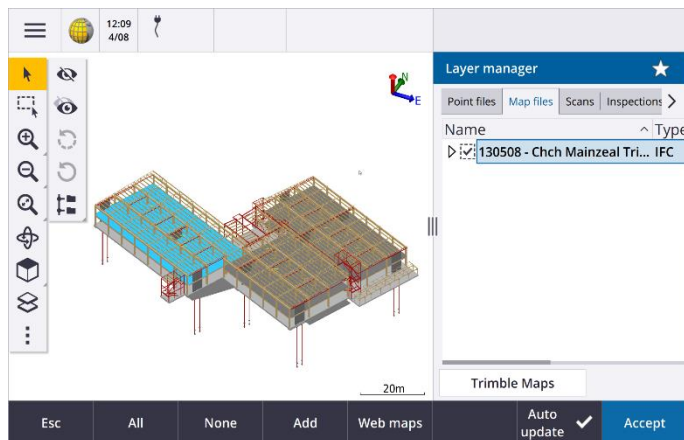 12:09
4/08
Layer manager
Point files
Map files
Scans
Inspections
Name
Type
130508 - Chch Mainzeal Tri... IFC
N
E
20m
Trimble Maps
Esc
All
None
Add
Web maps
Auto
update
Accept